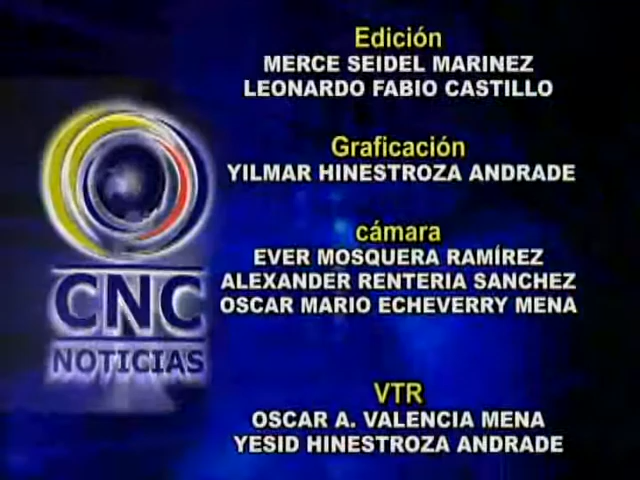 Edición
MERCE SEIDEL MARINEZ
LEONARDO FABIO CASTILLO
Graficación
YILMAR HINESTROZA ANDRADE
cámara
EVER MOSQUERA RAMÍREZ
ALEXANDER RENTERIA SANCHEZ
OSCAR MARIO ECHEVERRY MENA
CNC
NOTICIAS
VTR
OSCAR A. VALENCIA MENA
YESID HINESTROZA ANDRADE